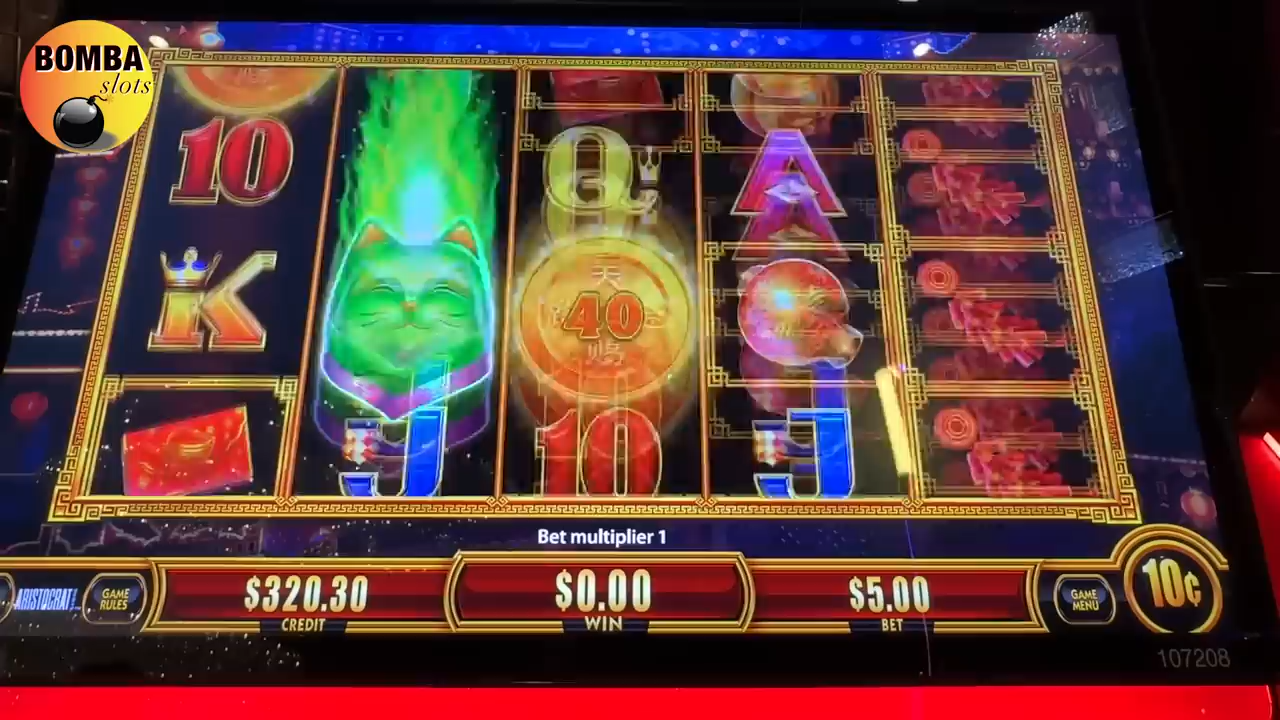 BOMBA
slots
10
Q
A
K
天
40
賜
J
10
J
Bet multiplier 1
ARISTOCRAT
GAME
RULES
$320.30
CREDIT
$0.00
WIN
$5.00
BET
GAME
MENU
10¢
107208